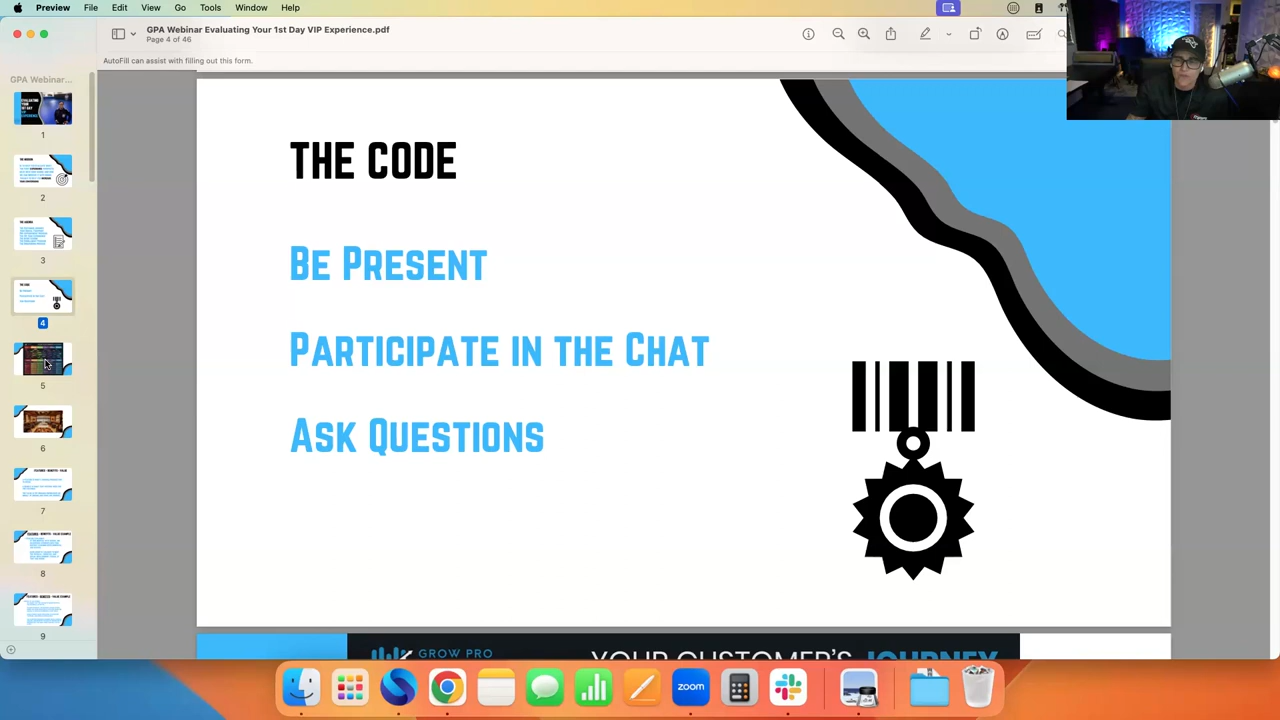 Preview File Edit View Go Tools Window Help
GPA Webinar Evaluating Your 1st Day VIP Experience.pdf
Page 4 of 46
AutoFill can assist with filling out this form.
GPA Webinar...
1
2
3
4
5
6
7
8
9
THE CODE
BE PRESENT
PARTICIPATE IN THE CHAT
ASK QUESTIONS
GROW PRO
YOUR CUSTOMER'S JOURNEY
zoom